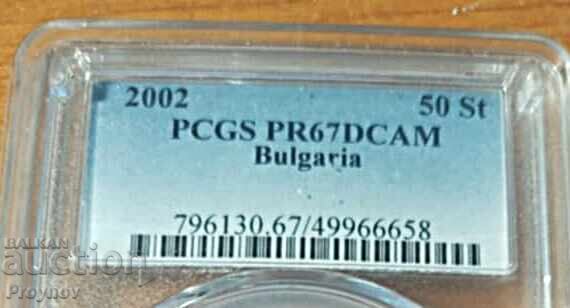 2002 50 St
PCGS PR67DCAM
Bulgaria
796130.67/49966658
BALKAN
auction
Proynov